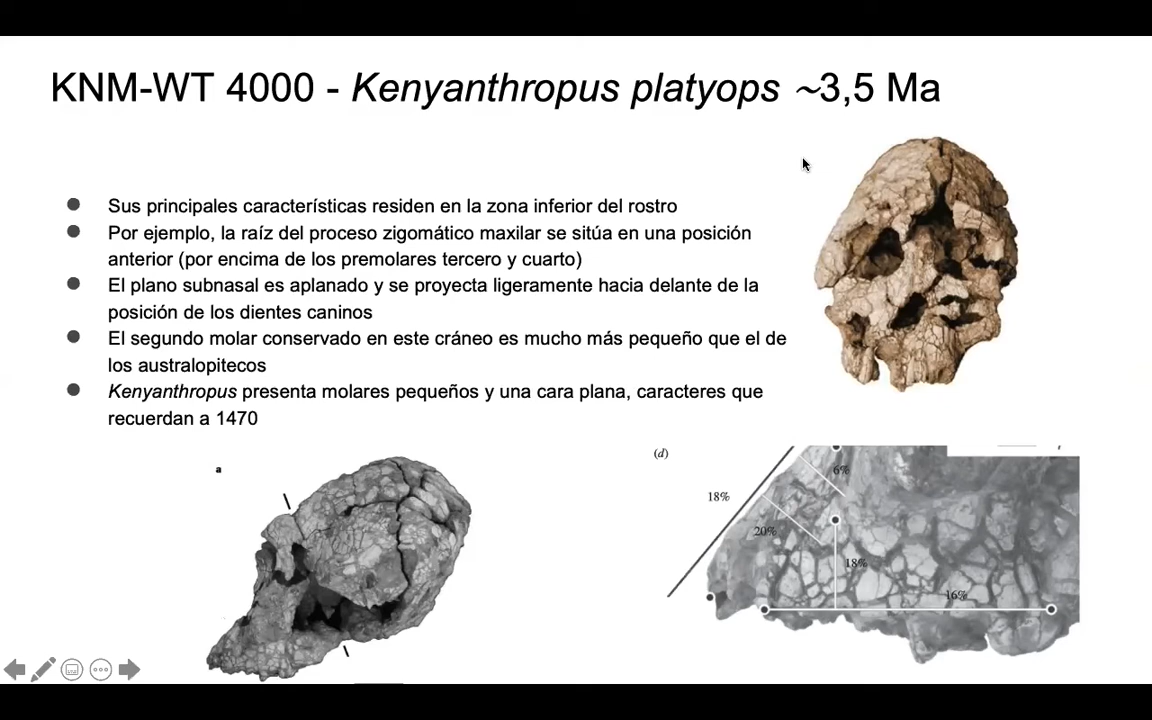 KNM-WT 4000 - Kenyanthropus platyops ~3,5 Ma
Sus principales características residen en la zona inferior del rostro
Por ejemplo, la raíz del proceso zigomático maxilar se sitúa en una posición
anterior (por encima de los premolares tercero y cuarto)
El plano subnasal es aplanado y se proyecta ligeramente hacia delante de la
posición de los dientes caninos
El segundo molar conservado en este cráneo es mucho más pequeño que el de
los australopitecos
Kenyanthropus presenta molares pequeños y una cara plana, caracteres que
recuerdan a 1470
a
(d)
6%
18%
20%
18%
16%